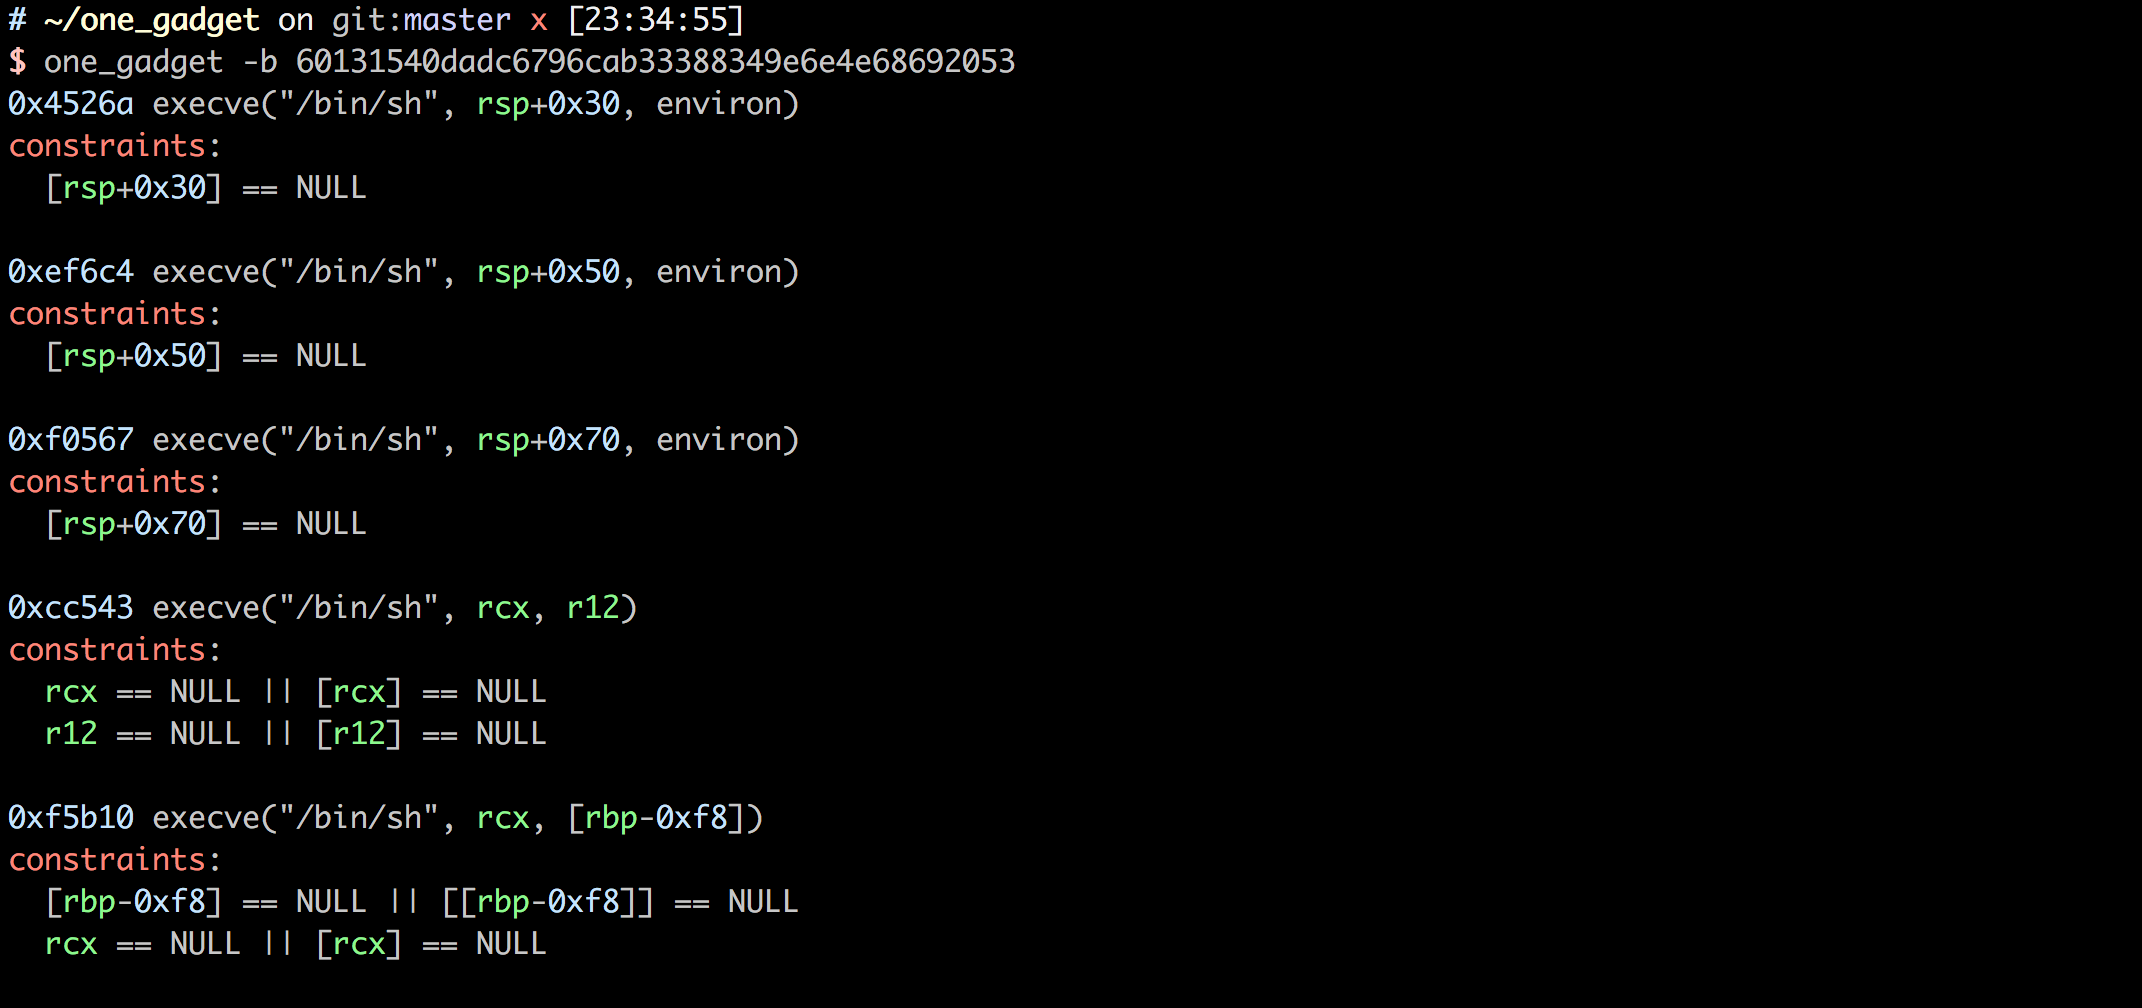 # ~/one_gadget on git:master x [23:34:55]
$ one_gadget -b 60131540dadc6796cab33388349e6e4e68692053
0x4526a execve("/bin/sh", rsp+0x30, environ)
constraints:
  [rsp+0x30] == NULL

0xef6c4 execve("/bin/sh", rsp+0x50, environ)
constraints:
  [rsp+0x50] == NULL

0xf0567 execve("/bin/sh", rsp+0x70, environ)
constraints:
  [rsp+0x70] == NULL

0xcc543 execve("/bin/sh", rcx, r12)
constraints:
  rcx == NULL || [rcx] == NULL
  r12 == NULL || [r12] == NULL

0xf5b10 execve("/bin/sh", rcx, [rbp-0xf8])
constraints:
  [rbp-0xf8] == NULL || [[rbp-0xf8]] == NULL
  rcx == NULL || [rcx] == NULL